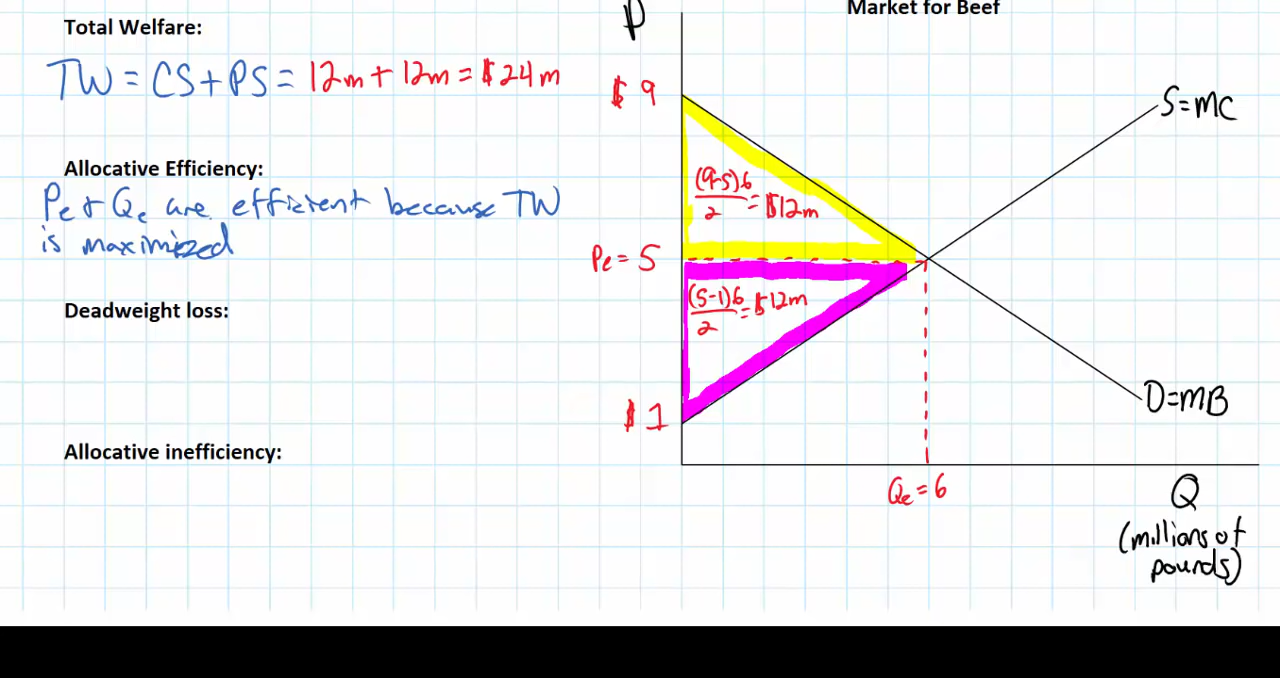 Total Welfare:
TW = CS + PS = 12m + 12m = $24m
Allocative Efficiency:
Pe + Qe are efficient because TW
is maximized
Deadweight loss:
Allocative inefficiency:
Market for Beef
P
$9
S=MC
(9-5)6
2
= $12m
Pe = 5
(5-1)6
2
= $12m
$1
D=MB
Qe = 6
Q
(millions of
pounds)